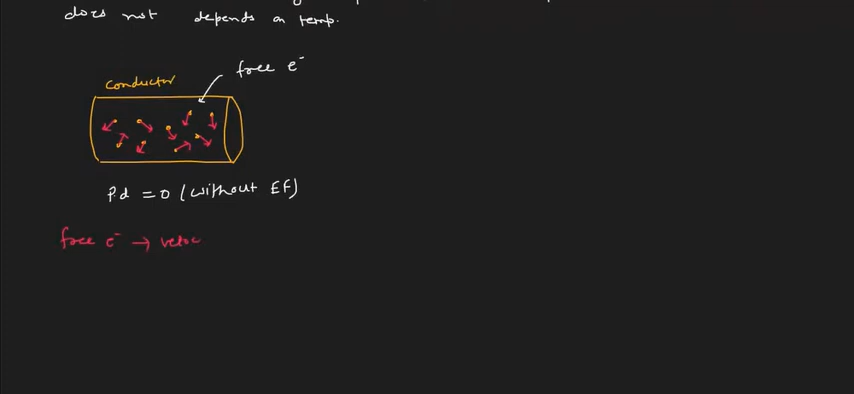 does not depends on temp.
free e⁻
conductor
Pd = 0 (without EF)
free e⁻ → veloc